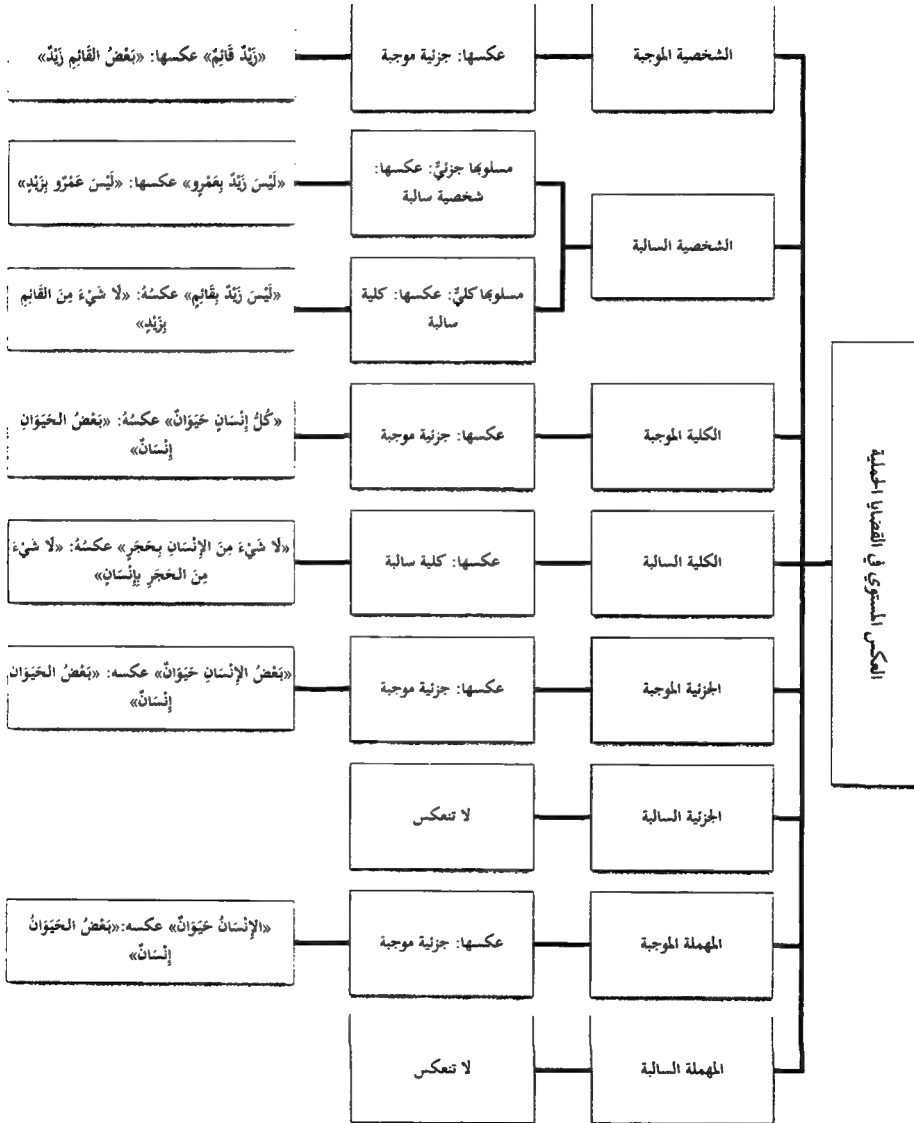 العكس المستوي في القضايا الحملية
الشخصية الموجبة
عكسها: جزئية موجبة
«زَيْدٌ قَائِمٌ» عكسها: «بَعْضُ القَائِمِ زَيْدٌ»
الشخصية السالبة
مسلوبها جزئيٌّ: عكسها:
شخصية سالبة
«لَيْسَ زَيْدٌ بِعَمْرٍو» عكسها: «لَيْسَ عَمْرٌو بِزَيْدٍ»
مسلوبها كليٌّ: عكسها: كلية
سالبة
«لَيْسَ زَيْدٌ بِقَائِمٍ» عكسُهُ: «لَا شَيْءَ مِنَ القَائِمِ
بِزَيْدٍ»
الكلية الموجبة
عكسها: جزئية موجبة
«كُلُّ إِنْسَانٍ حَيَوَانٌ» عكسُهُ: «بَعْضُ الحَيَوَانِ
إِنْسَانٌ»
الكلية السالبة
عكسها: كلية سالبة
«لَا شَيْءَ مِنَ الإِنْسَانِ بِحَجَرٍ» عكسُهُ: «لَا شَيْءَ
مِنَ الحَجَرِ بِإِنْسَانٍ»
الجزئية الموجبة
عكسها: جزئية موجبة
«بَعْضُ الإِنْسَانِ حَيَوَانٌ» عكسه: «بَعْضُ الحَيَوَان
إِنْسَانٌ»
الجزئية السالبة
لا تنعكس
المهملة الموجبة
عكسها: جزئية موجبة
«الإِنْسَانُ حَيَوَانٌ» عكسه:«بَعْضُ الحَيَوَانُ
إِنْسَانٌ»
المهملة السالبة
لا تنعكس